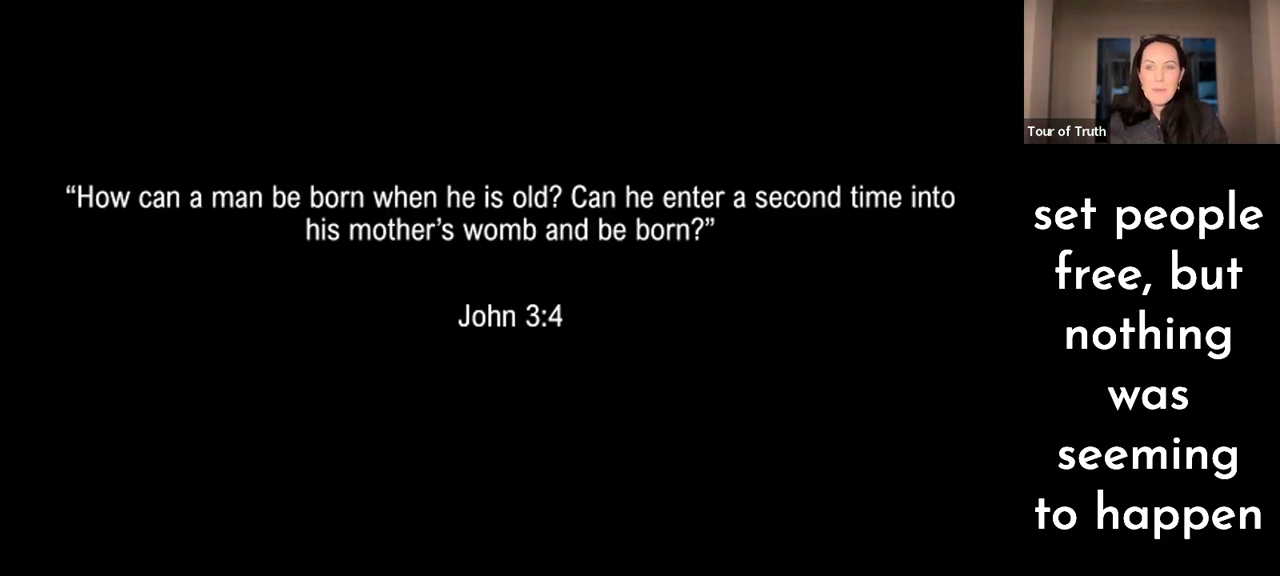 “How can a man be born when he is old? Can he enter a second time into
his mother’s womb and be born?”
John 3:4
Tour of Truth
set people
free, but
nothing
was
seeming
to happen